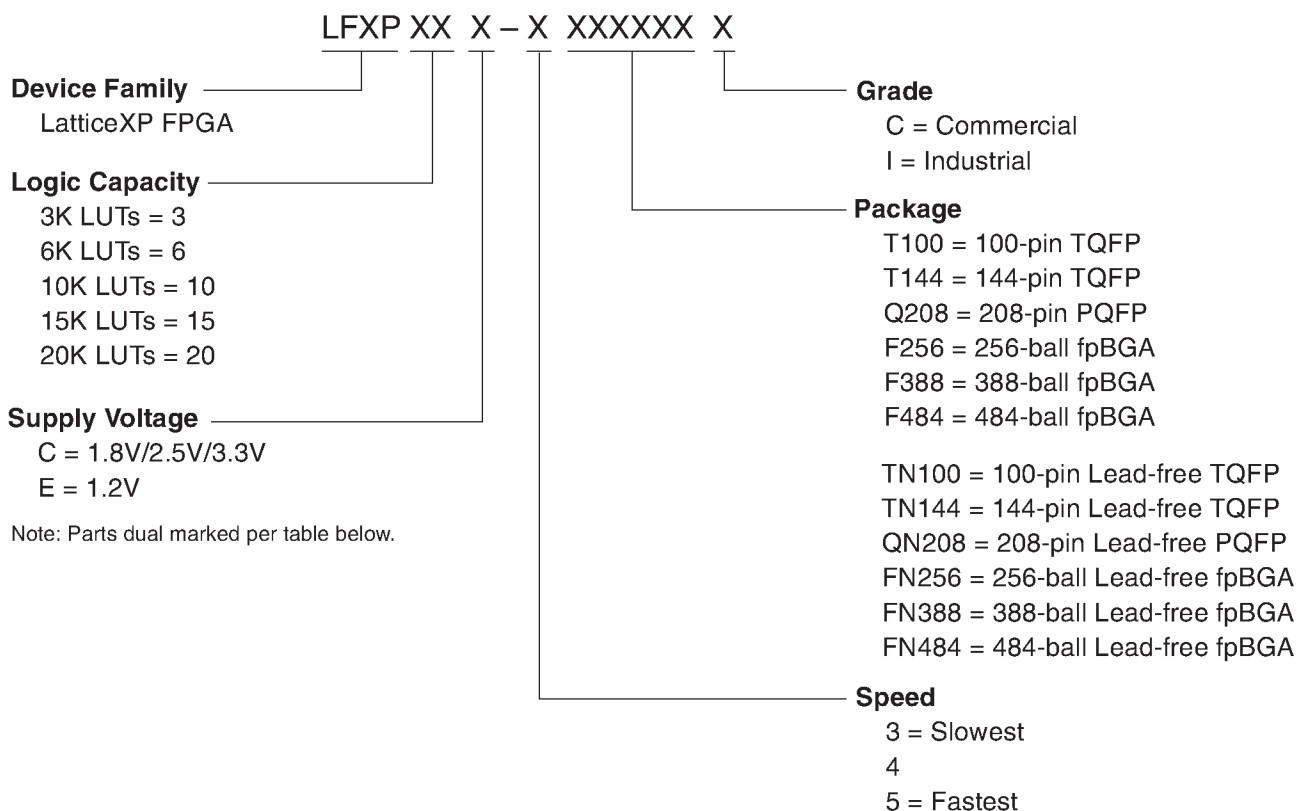 LFXP XX X – X XXXXXX X
Device Family
LatticeXP FPGA
Logic Capacity
3K LUTs = 3
6K LUTs = 6
10K LUTs = 10
15K LUTs = 15
20K LUTs = 20
Supply Voltage
C = 1.8V/2.5V/3.3V
E = 1.2V
Note: Parts dual marked per table below.
Grade
C = Commercial
I = Industrial
Package
T100 = 100-pin TQFP
T144 = 144-pin TQFP
Q208 = 208-pin PQFP
F256 = 256-ball fpBGA
F388 = 388-ball fpBGA
F484 = 484-ball fpBGA
TN100 = 100-pin Lead-free TQFP
TN144 = 144-pin Lead-free TQFP
QN208 = 208-pin Lead-free PQFP
FN256 = 256-ball Lead-free fpBGA
FN388 = 388-ball Lead-free fpBGA
FN484 = 484-ball Lead-free fpBGA
Speed
3 = Slowest
4
5 = Fastest